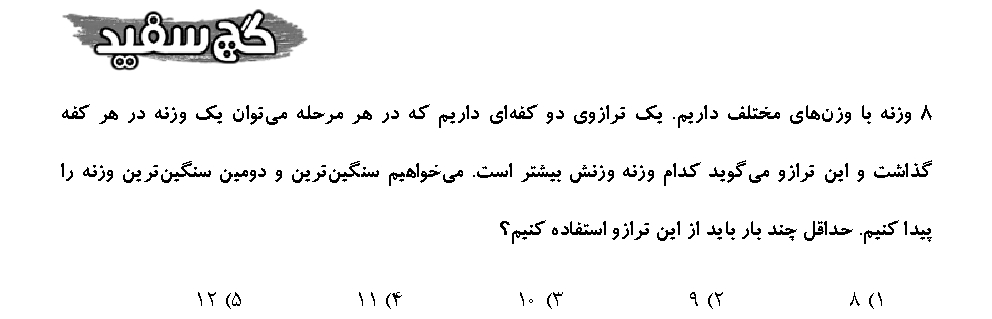 گچ سفید
۸ وزنه با وزن‌های مختلف داریم. یک ترازوی دو کفه‌ای داریم که در هر مرحله می‌توان یک وزنه در هر کفه
گذاشت و این ترازو می‌گوید کدام وزنه وزنش بیشتر است. می‌خواهیم سنگین‌ترین و دومین سنگین‌ترین وزنه را
پیدا کنیم. حداقل چند بار باید از این ترازو استفاده کنیم؟
۱) ۸ ۲) ۹ ۳) ۱۰ ۴) ۱۱ ۵) ۱۲